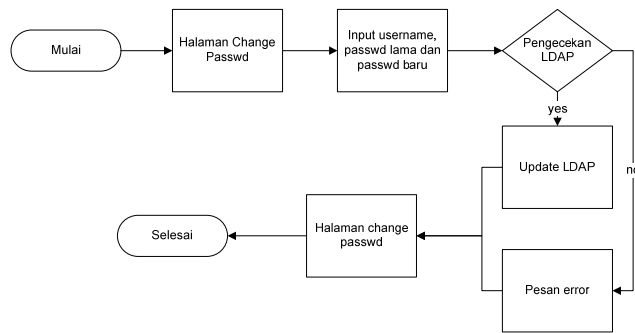 Mulai
Halaman Change
Passwd
Input username,
passwd lama dan
passwd baru
Pengecekan
LDAP
yes
no
Update LDAP
Halaman change
passwd
Selesai
Pesan error